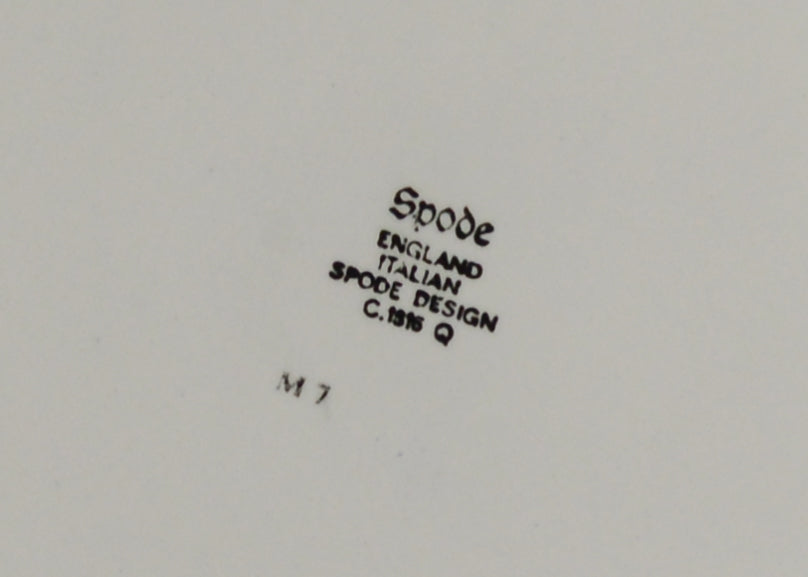 Spode
ENGLAND
ITALIAN
SPODE DESIGN
C.1816 Q
M 7